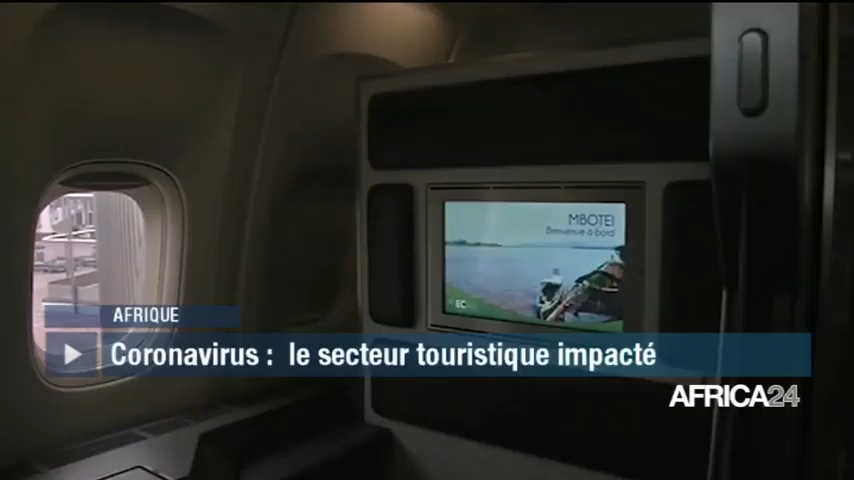 MBOTE!
Bienvenue à bord
EC
AFRIQUE
Coronavirus : le secteur touristique impacté
AFRICA24